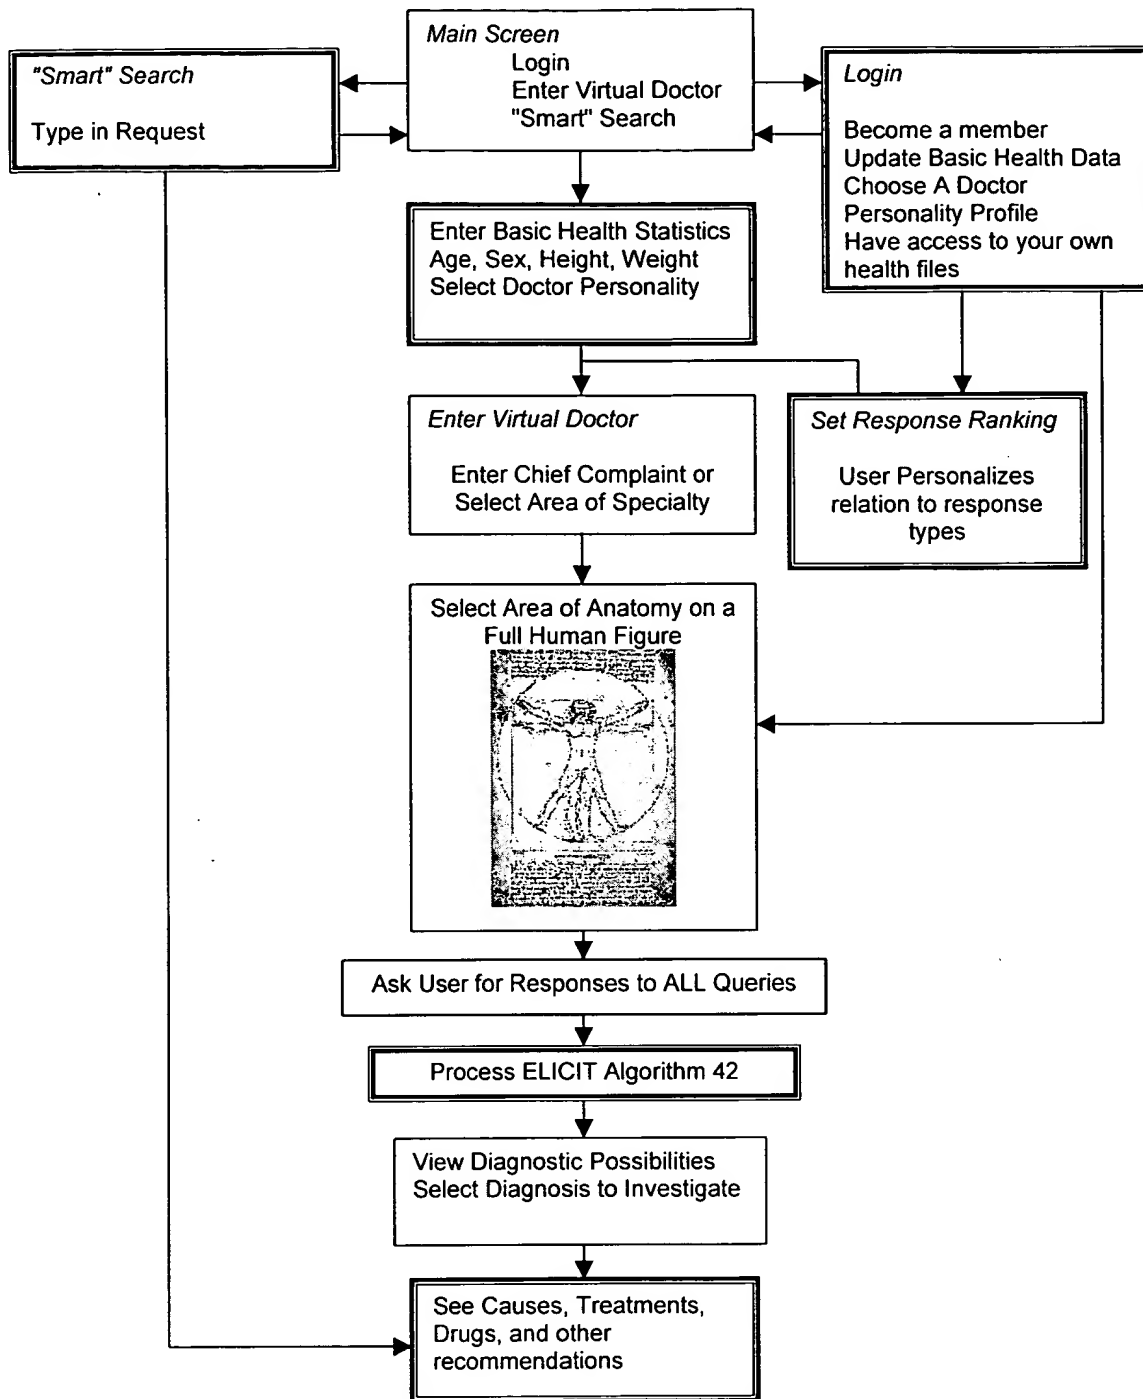 Main Screen
Login
Enter Virtual Doctor
"Smart" Search
"Smart" Search
Type in Request
Login
Become a member
Update Basic Health Data
Choose A Doctor
Personality Profile
Have access to your own
health files
Enter Basic Health Statistics
Age, Sex, Height, Weight
Select Doctor Personality
Enter Virtual Doctor
Enter Chief Complaint or
Select Area of Specialty
Set Response Ranking
User Personalizes
relation to response
types
Select Area of Anatomy on a
Full Human Figure
Ask User for Responses to ALL Queries
Process ELICIT Algorithm 42
View Diagnostic Possibilities
Select Diagnosis to Investigate
See Causes, Treatments,
Drugs, and other
recommendations